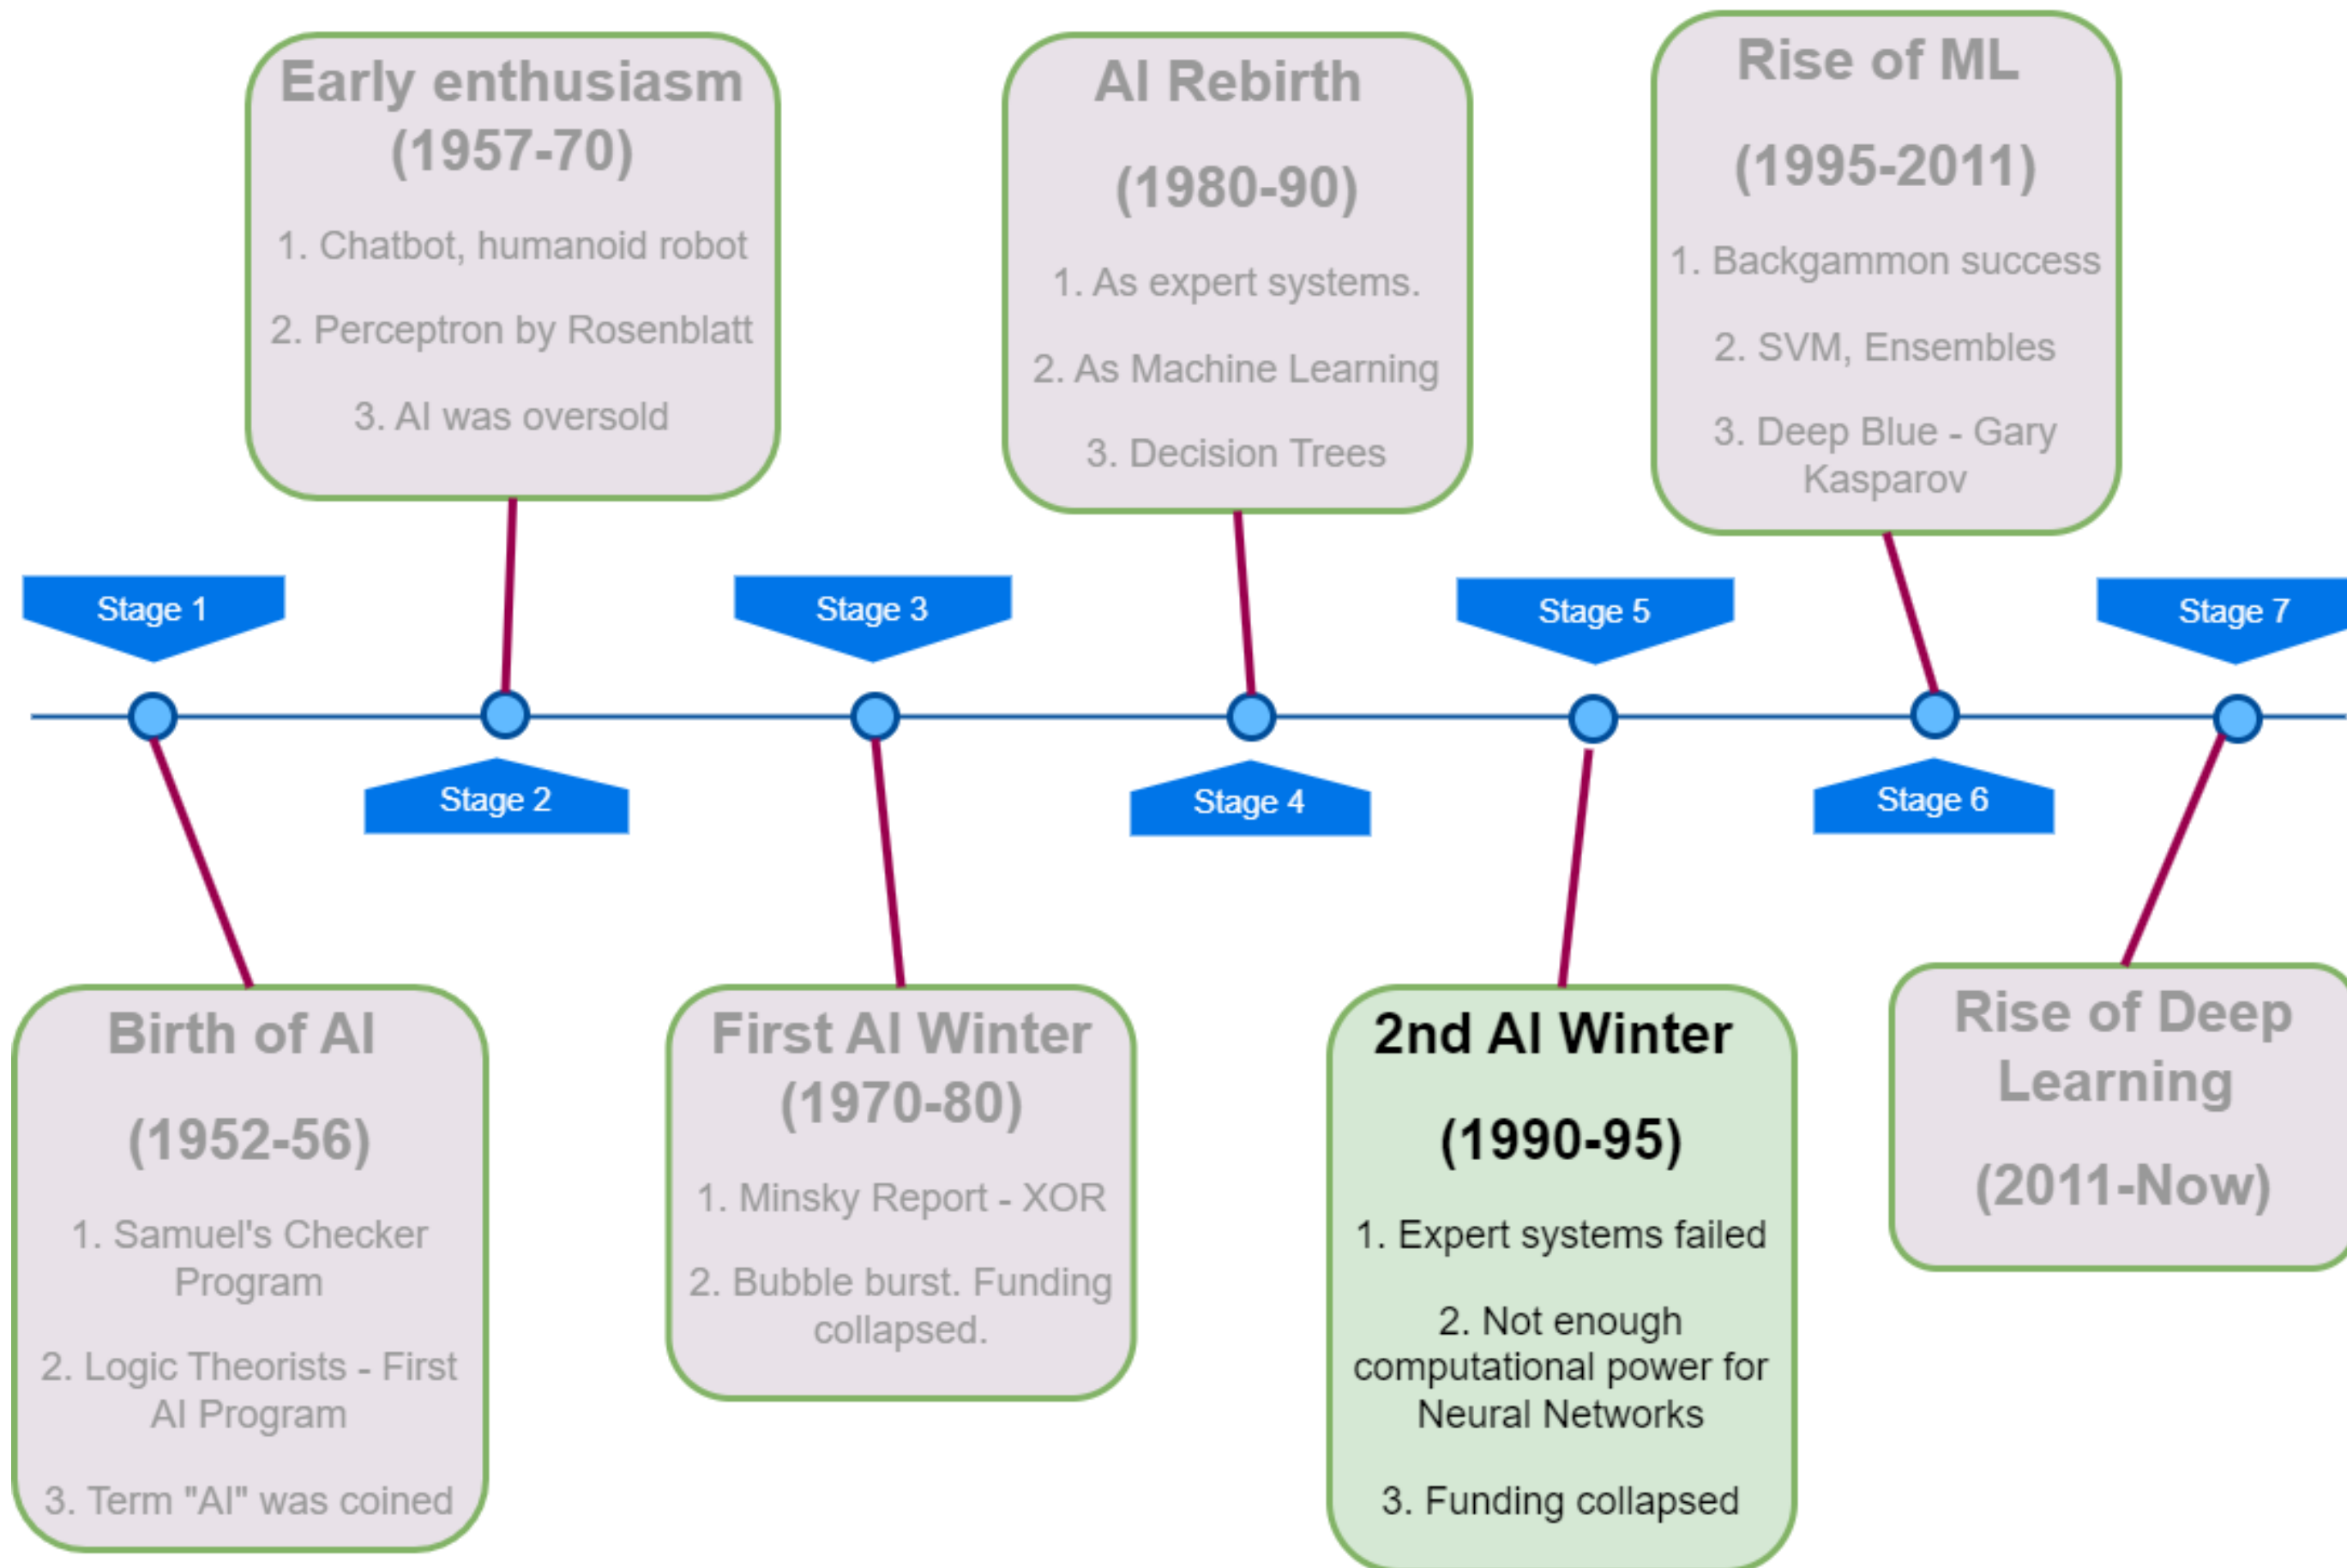 Early enthusiasm
(1957-70)
1. Chatbot, humanoid robot
2. Perceptron by Rosenblatt
3. AI was oversold
AI Rebirth
(1980-90)
1. As expert systems.
2. As Machine Learning
3. Decision Trees
Rise of ML
(1995-2011)
1. Backgammon success
2. SVM, Ensembles
3. Deep Blue - Gary
Kasparov
Stage 1
Stage 2
Stage 3
Stage 4
Stage 5
Stage 6
Stage 7
Birth of AI
(1952-56)
1. Samuel's Checker
Program
2. Logic Theorists - First
AI Program
3. Term "AI" was coined
First AI Winter
(1970-80)
1. Minsky Report - XOR
2. Bubble burst. Funding
collapsed.
2nd AI Winter
(1990-95)
1. Expert systems failed
2. Not enough
computational power for
Neural Networks
3. Funding collapsed
Rise of Deep
Learning
(2011-Now)